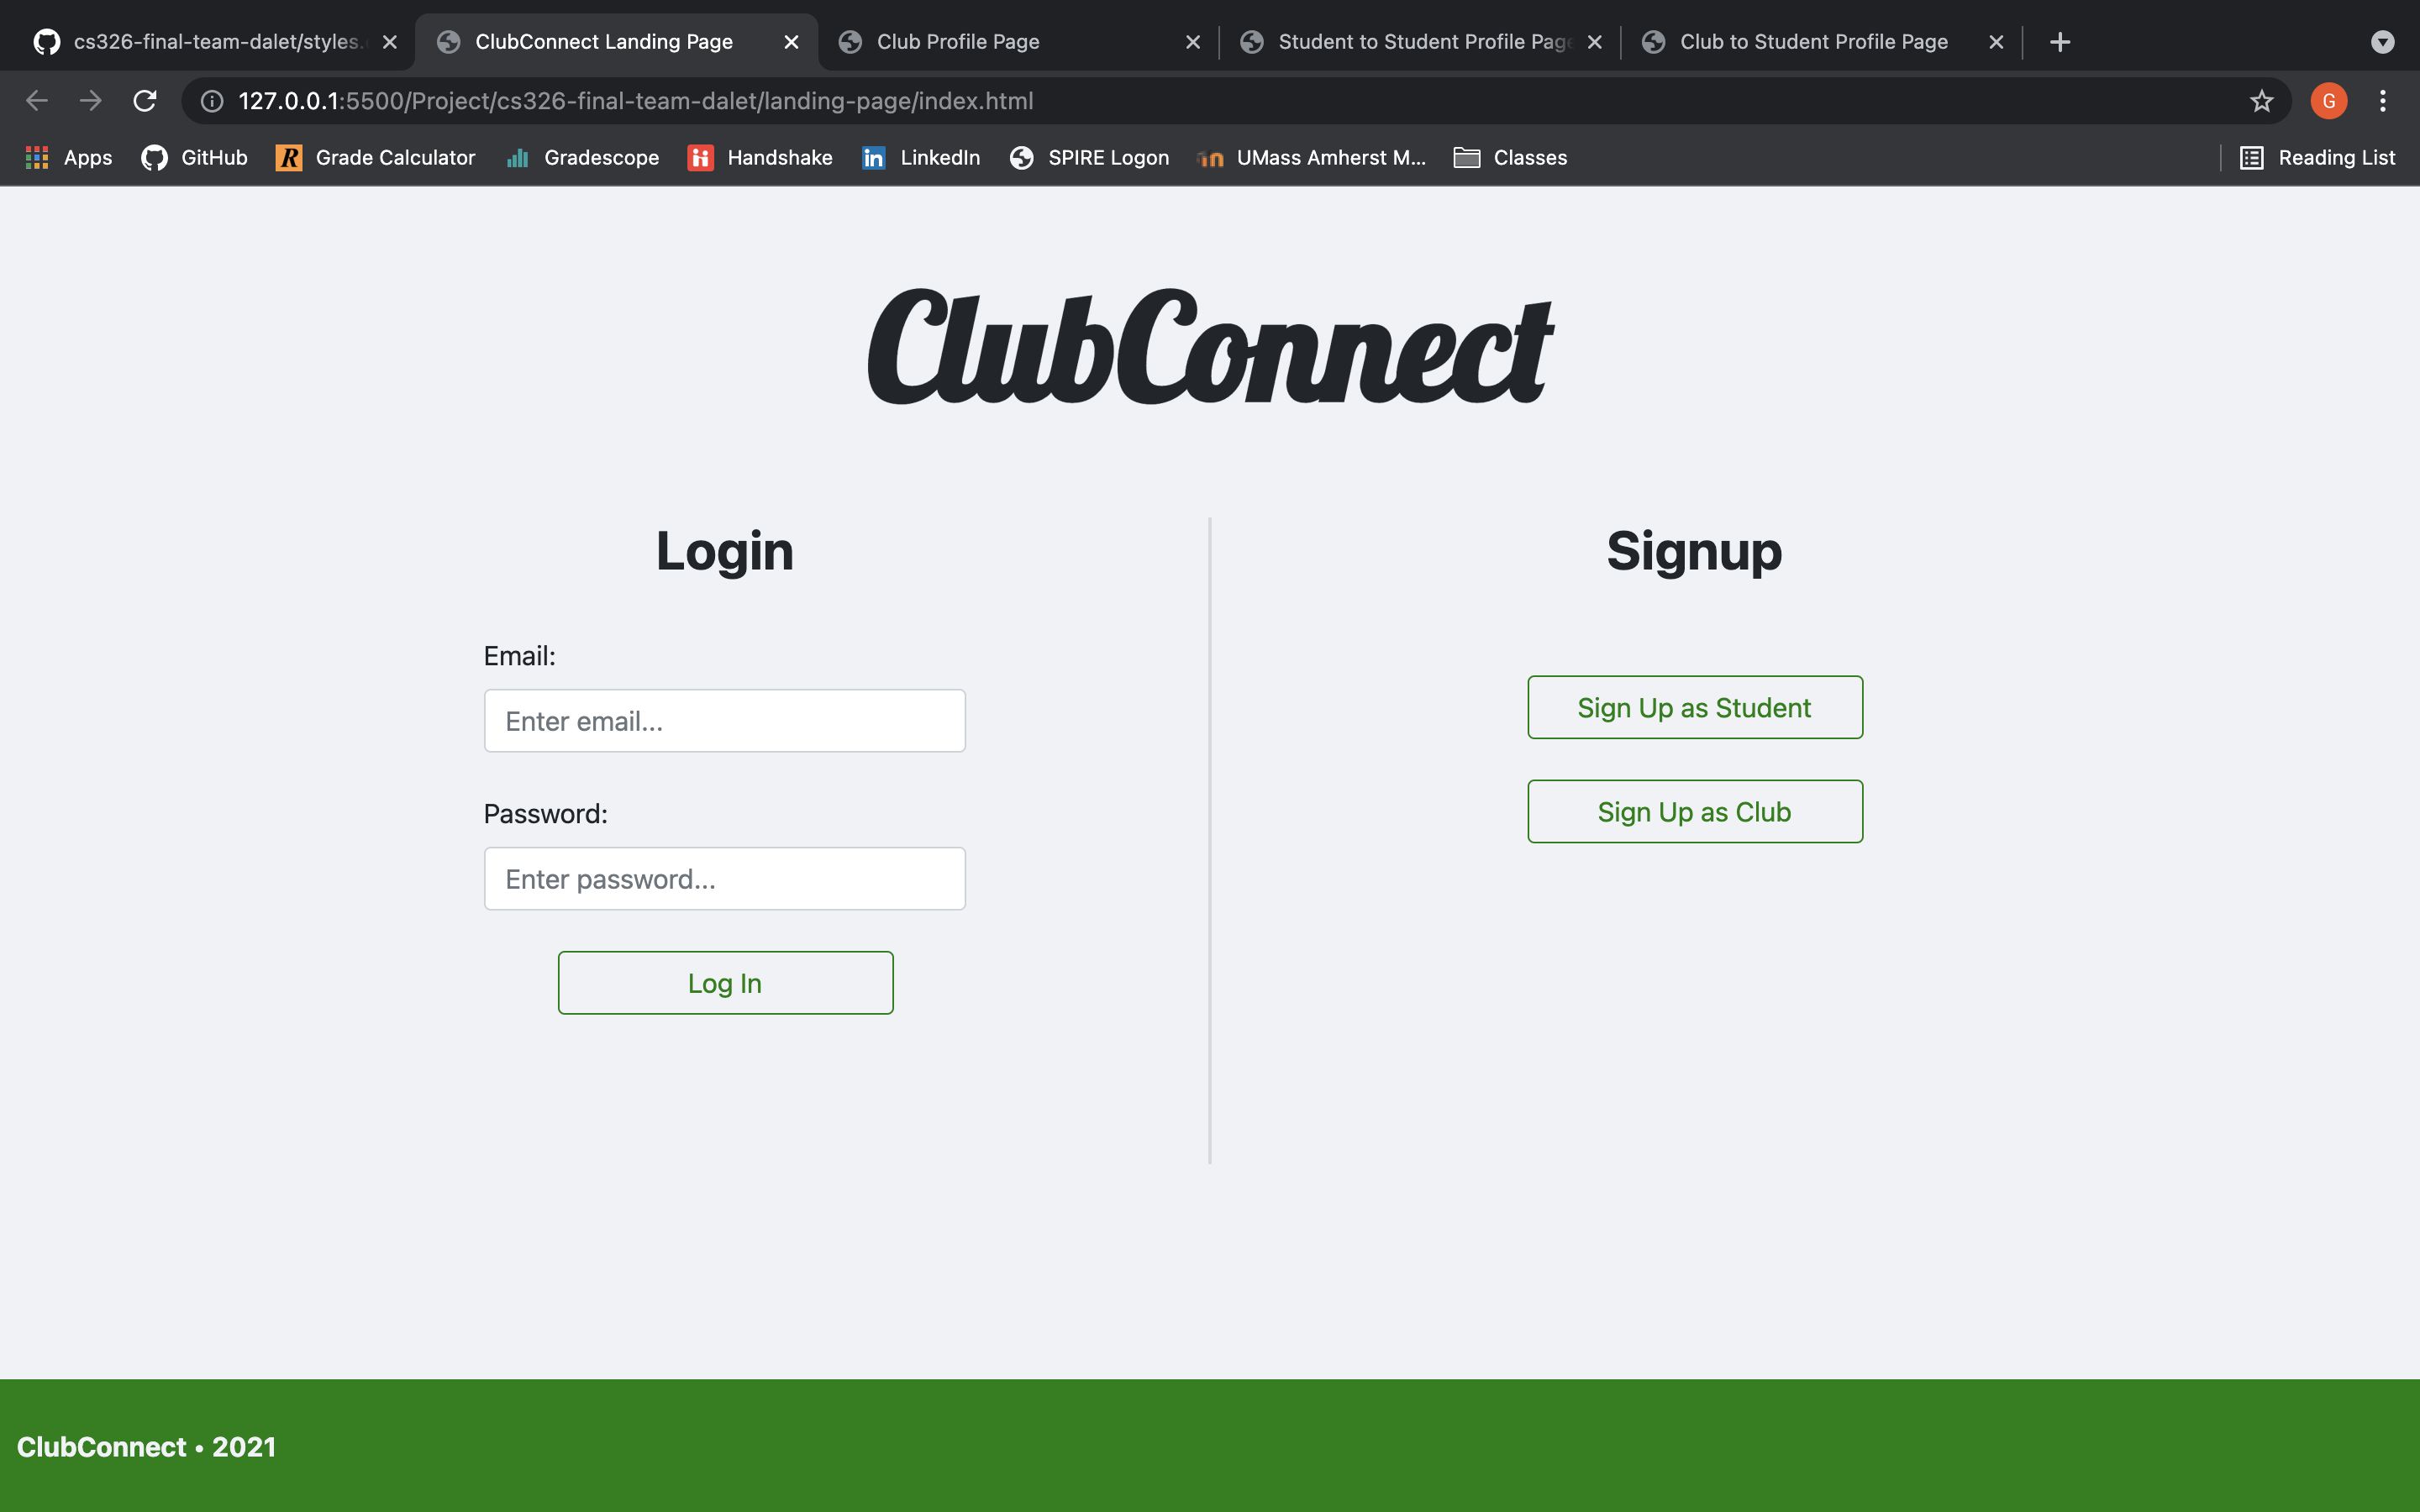 cs326-final-team-dalet/styles. ClubConnect Landing Page Club Profile Page Student to Student Profile Page Club to Student Profile Page
127.0.0.1:5500/Project/cs326-final-team-dalet/landing-page/index.html G
Apps GitHub R Grade Calculator Gradescope Handshake in LinkedIn SPIRE Logon UMass Amherst M... Classes Reading List
ClubConnect
Login
Signup
Email:
Enter email...
Password:
Enter password...
Log In
Sign Up as Student
Sign Up as Club
ClubConnect • 2021